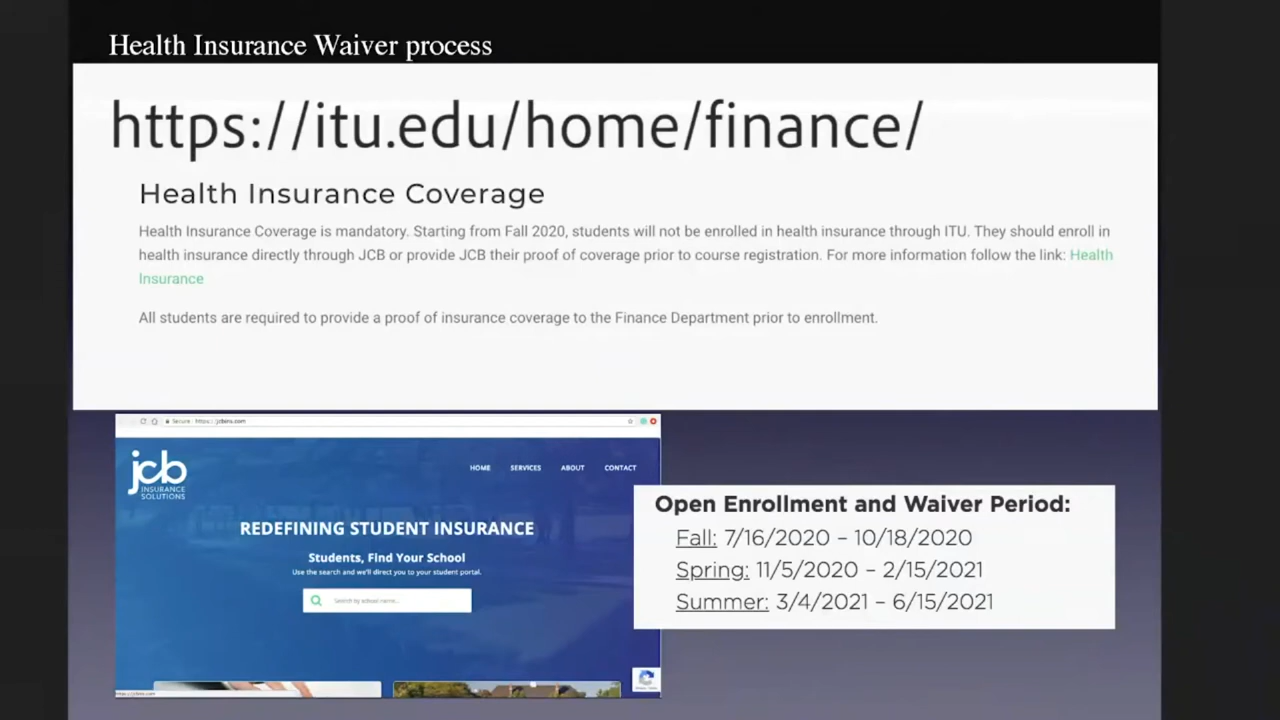 Health Insurance Waiver process
https://itu.edu/home/finance/
Health Insurance Coverage
Health Insurance Coverage is mandatory. Starting from Fall 2020, students will not be enrolled in health insurance through ITU. They should enroll in
health insurance directly through JCB or provide JCB their proof of coverage prior to course registration. For more information follow the link: Health
Insurance
All students are required to provide a proof of insurance coverage to the Finance Department prior to enrollment.
Secure
jcb
INSURANCE
SOLUTIONS
HOME SERVICES ABOUT CONTACT
REDEFINING STUDENT INSURANCE
Students, Find Your School
Use the search and we'll direct you to your student portal.
Search by school name...
Open Enrollment and Waiver Period:
Fall: 7/16/2020 – 10/18/2020
Spring: 11/5/2020 – 2/15/2021
Summer: 3/4/2021 – 6/15/2021